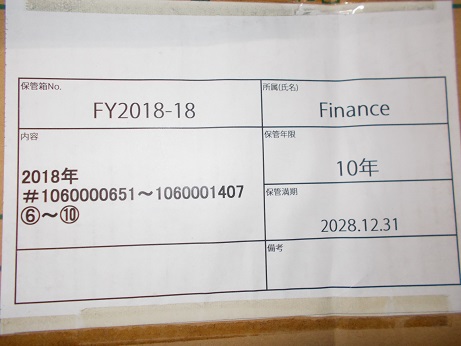 保管箱No.
FY2018-18
所属(氏名)
Finance
内容
2018年
#1060000651～1060001407
⑥～⑩
保管年限
10年
保管満期
2028.12.31
備考